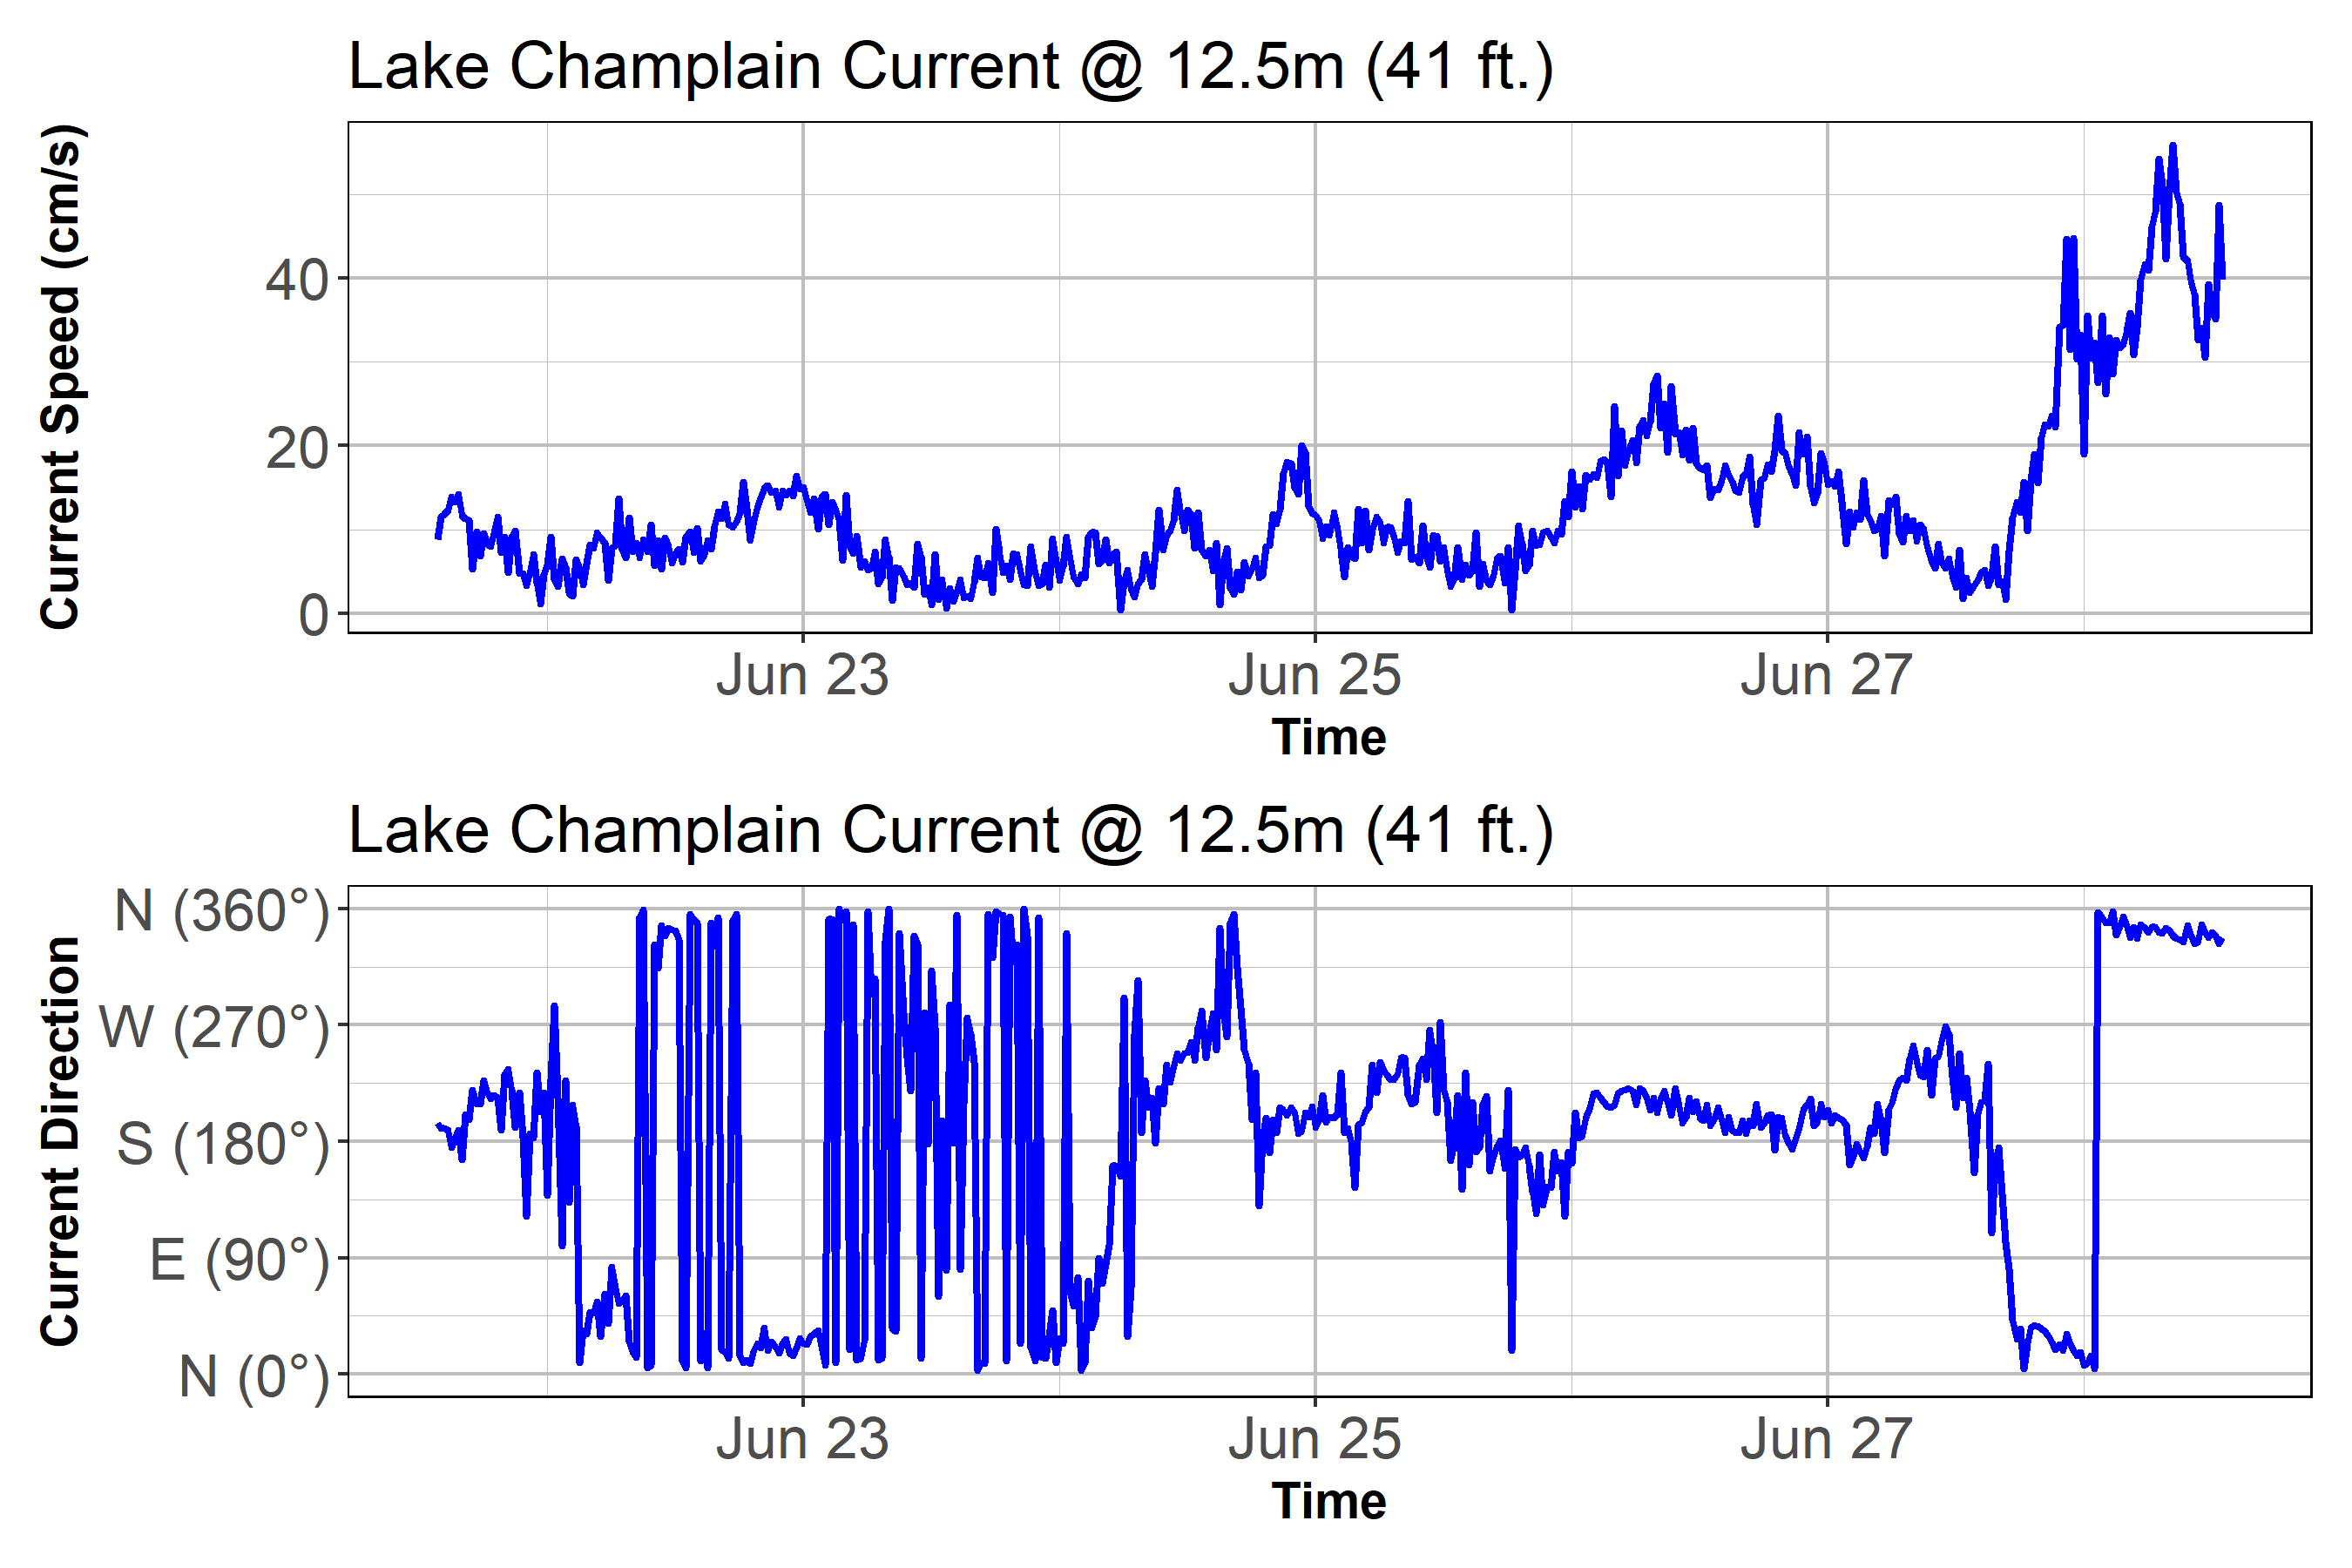 Lake Champlain Current @ 12.5m (41 ft.)
Current Speed (cm/s)
40
20
0
Jun 23 Jun 25 Jun 27
Time
Lake Champlain Current @ 12.5m (41 ft.)
Current Direction
N (360°)
W (270°)
S (180°)
E (90°)
N (0°)
Jun 23 Jun 25 Jun 27
Time